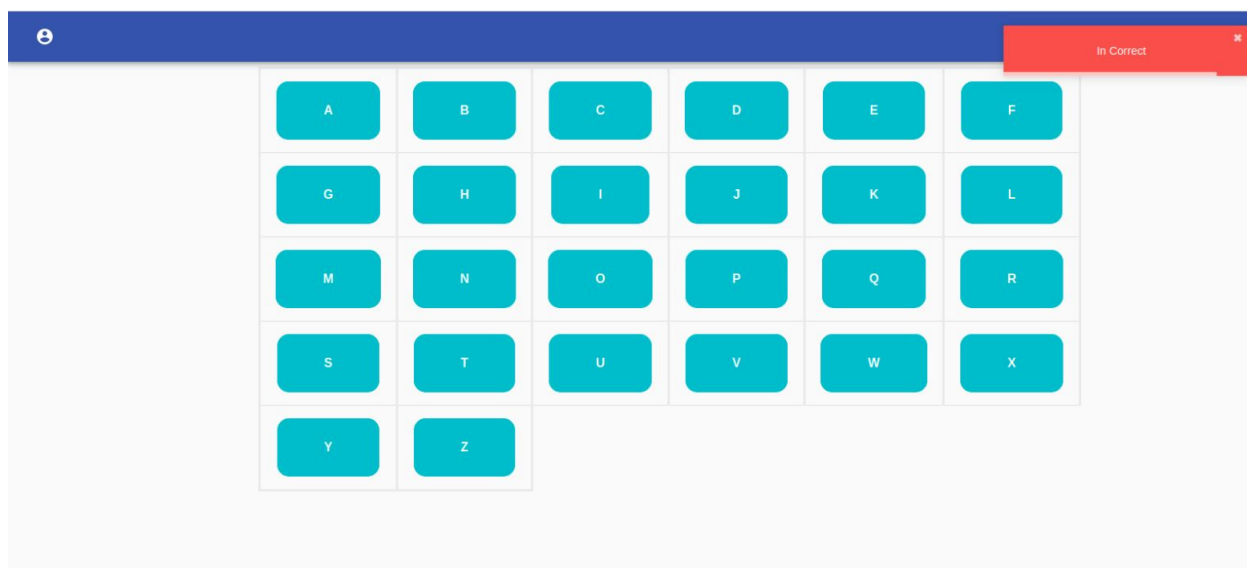 In Correct ✖
A B C D E F
G H I J K L
M N O P Q R
S T U V W X
Y Z